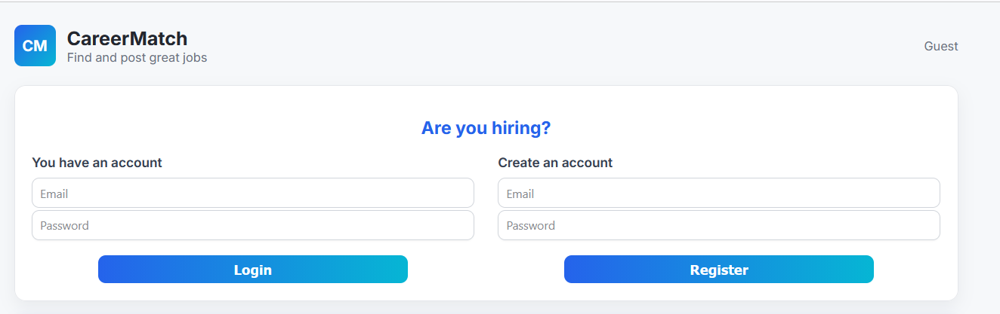 CM
CareerMatch
Find and post great jobs
Guest
Are you hiring?
You have an account
Email
Password
Login
Create an account
Email
Password
Register